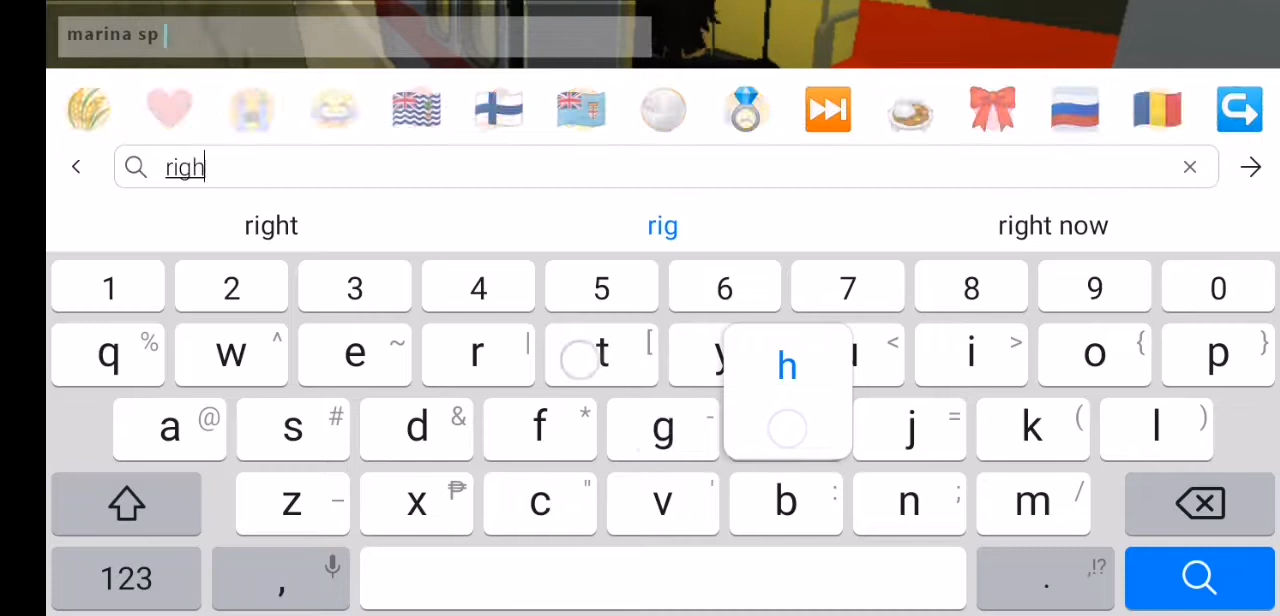 marina sp
righ
right rig right now
1 2 3 4 5 6 7 8 9 0
q % w ^ e ~ r | t [ y u < i > o { p }
a @ s # d & f * g - h j = k ( l )
z _ x ₱ c " v ' b : n ; m /
123 , . ,!?